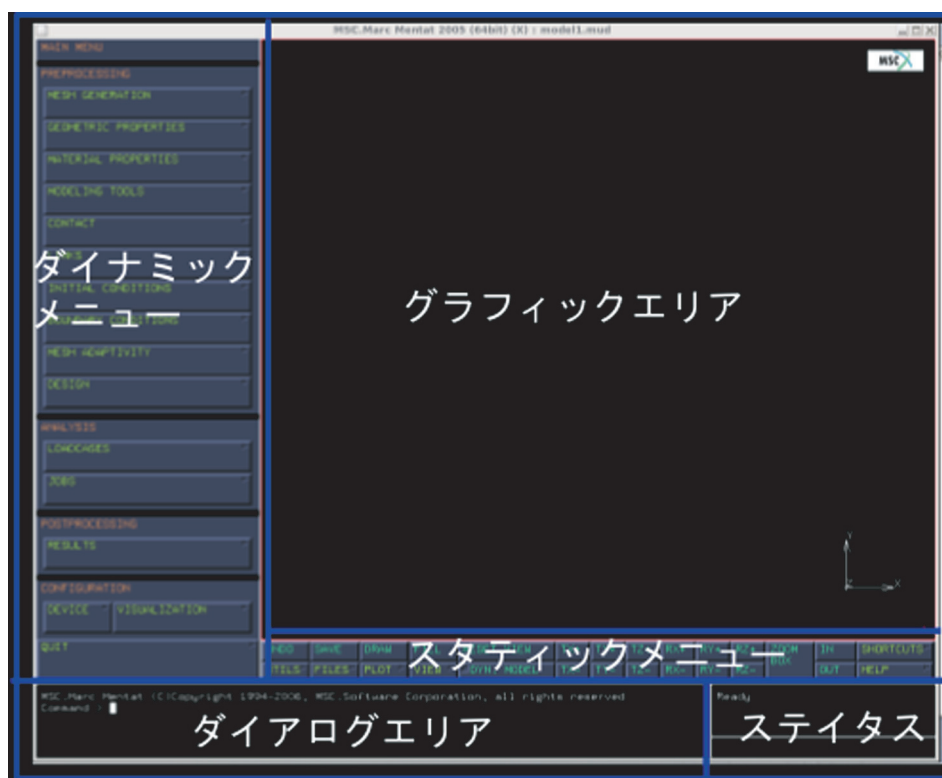 MSC.Marc Mentat 2005 (64bit) (X) : model1.mud
MAIN MENU
MSC X
PREPROCESSING
MESH GENERATION
GEOMETRIC PROPERTIES
MATERIAL PROPERTIES
MODELING TOOLS
CONTACT
ダイナミック
メニュー
INITIAL CONDITIONS
CONDITIONS
MESH ADAPTIVITY
DESIGN
グラフィックエリア
ANALYSIS
LOADCASES
JOBS
POSTPROCESSING
RESULTS
CONFIGURATION
DEVICE VISUALIZATION
Y
Z X
QUIT
スタティックメニュー
UNDO SAVE DRAW ZOOM BOX IN SHORTCUTS
UTILS FILES PLOT VIEW DYN. MODEL OUT HELP
MSC.Marc Mentat (C)Copyright 1994-2006, MSC.Software Corporation, all rights reserved
Command >
ダイアログエリア
Ready
ステイタス